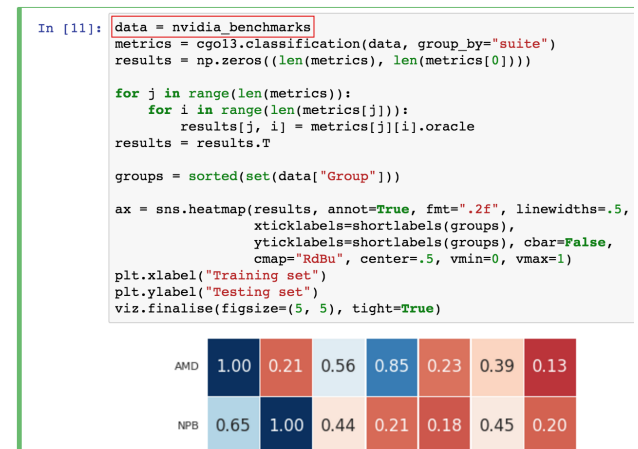 In [11]: data = nvidia_benchmarks
metrics = cgo13.classification(data, group_by="suite")
results = np.zeros((len(metrics), len(metrics[0])))
for j in range(len(metrics)):
    for i in range(len(metrics[j])):
        results[j, i] = metrics[j][i].oracle
results = results.T
groups = sorted(set(data["Group"]))
ax = sns.heatmap(results, annot=True, fmt=".2f", linewidths=.5,
                 xticklabels=shortlabels(groups),
                 yticklabels=shortlabels(groups), cbar=False,
                 cmap="RdBu", center=.5, vmin=0, vmax=1)
plt.xlabel("Training set")
plt.ylabel("Testing set")
viz.finalise(figsize=(5, 5), tight=True)
AMD 1.00 0.21 0.56 0.85 0.23 0.39 0.13
NPB 0.65 1.00 0.44 0.21 0.18 0.45 0.20